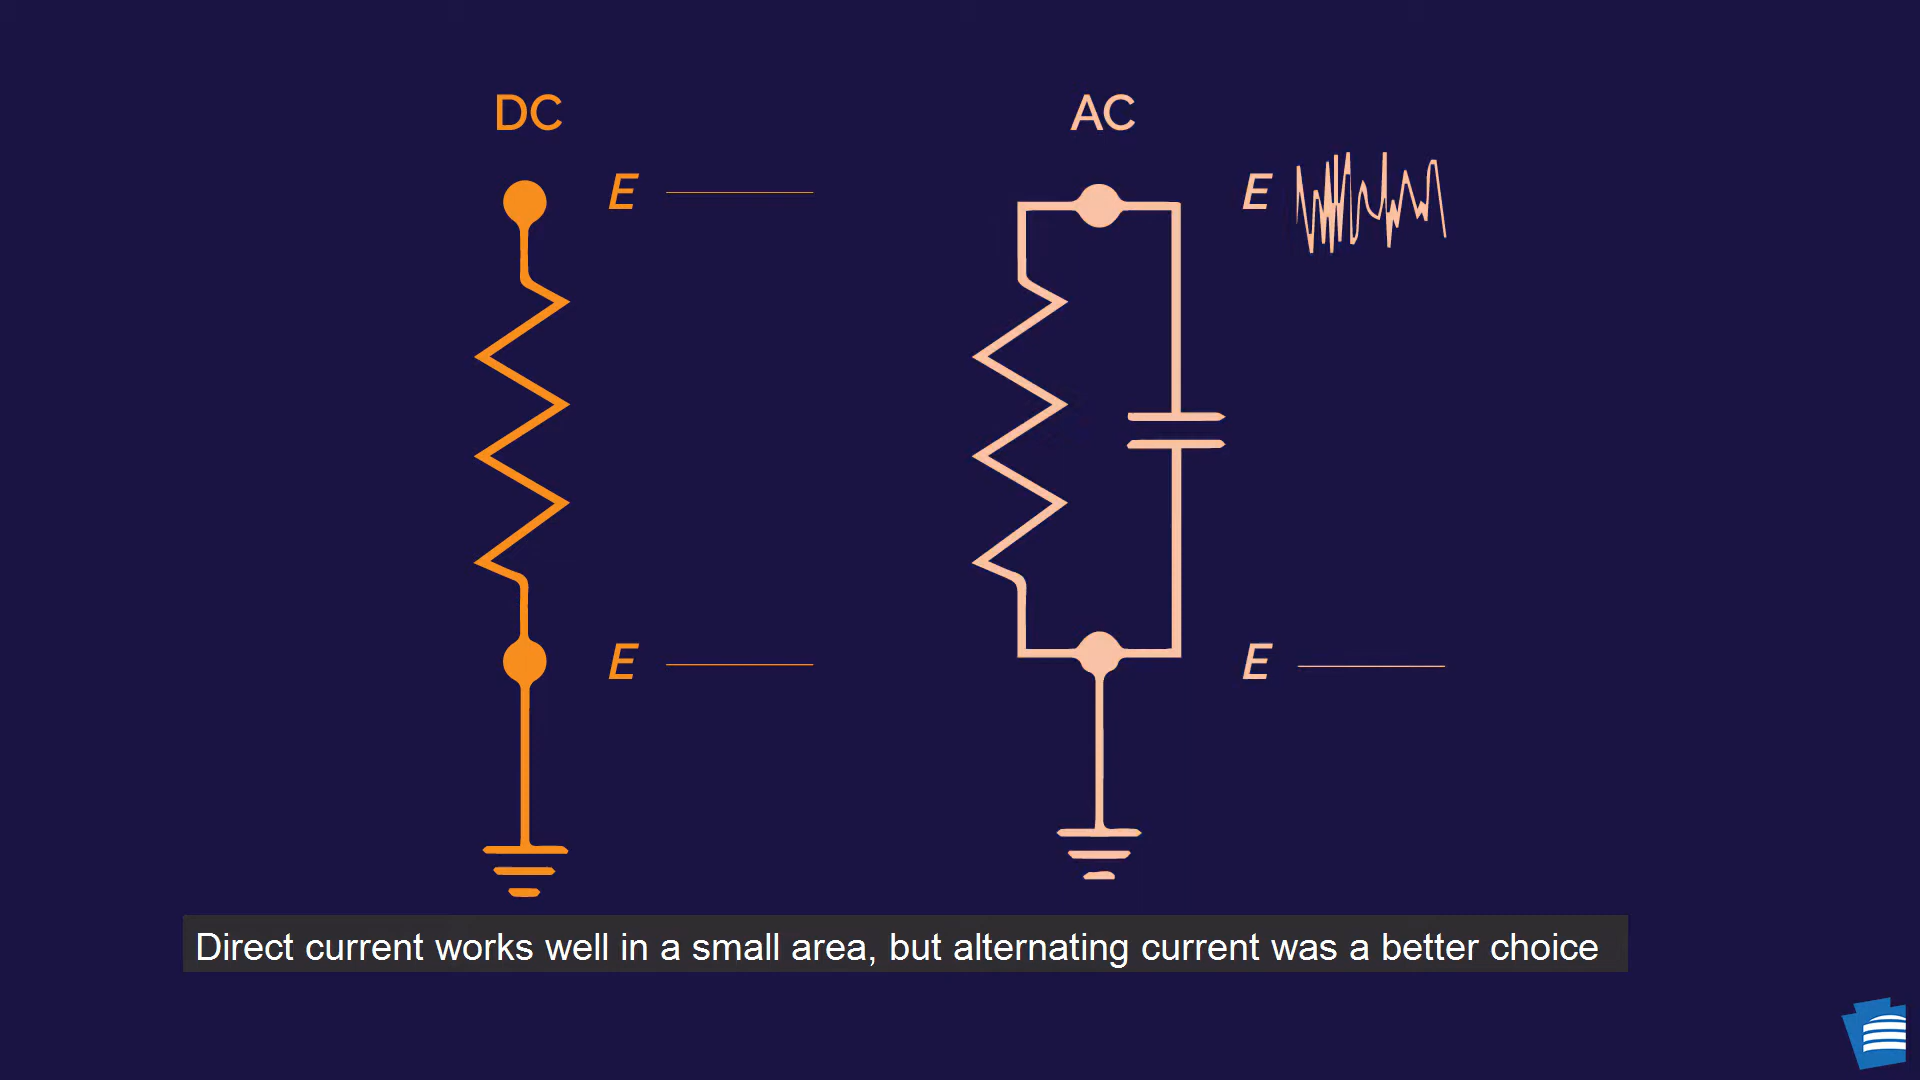 DC
AC
E
E
E
E
Direct current works well in a small area, but alternating current was a better choice